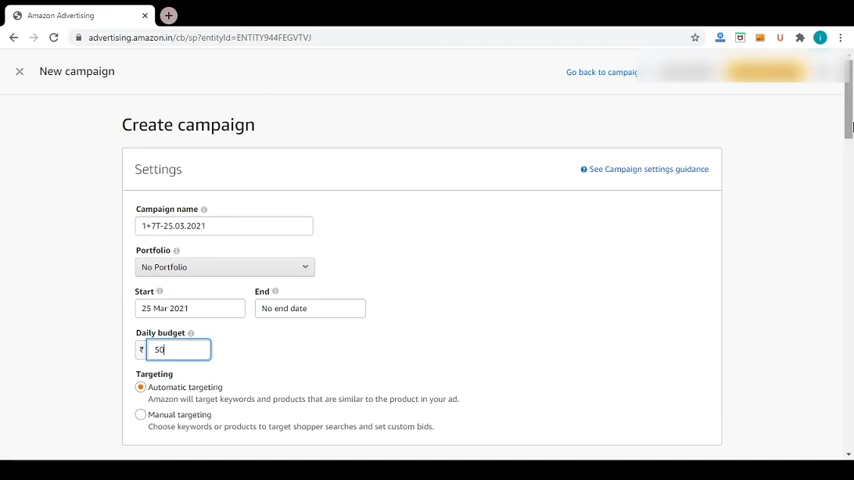 Amazon Advertising
advertising.amazon.in/cb/sp?entityId=ENTITY944FEGVTVJ
New campaign
Go back to campaig
Create campaign
Settings
See Campaign settings guidance
Campaign name
1+7T-25.03.2021
Portfolio
No Portfolio
Start End
25 Mar 2021 No end date
Daily budget
₹ 50
Targeting
Automatic targeting
Amazon will target keywords and products that are similar to the product in your ad.
Manual targeting
Choose keywords or products to target shopper searches and set custom bids.